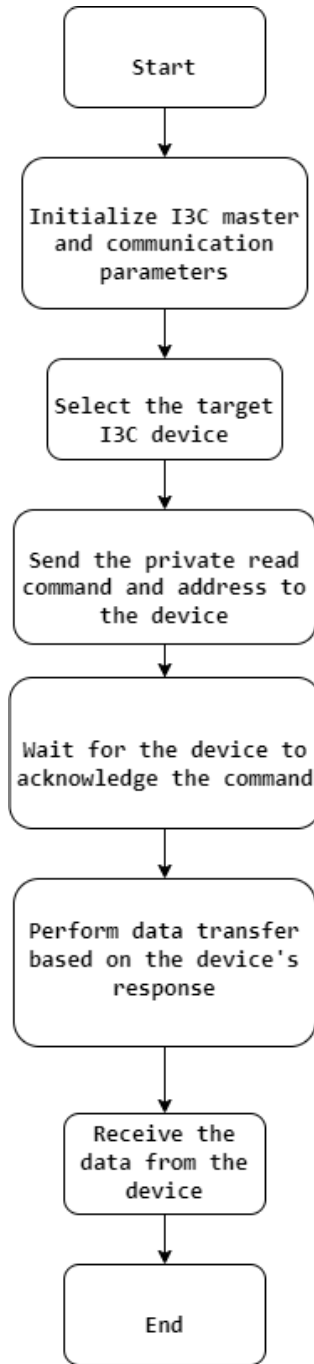 Start
Initialize I3C master
and communication
parameters
Select the target
I3C device
Send the private read
command and address to
the device
Wait for the device to
acknowledge the command
Perform data transfer
based on the device's
response
Receive the
data from the
device
End